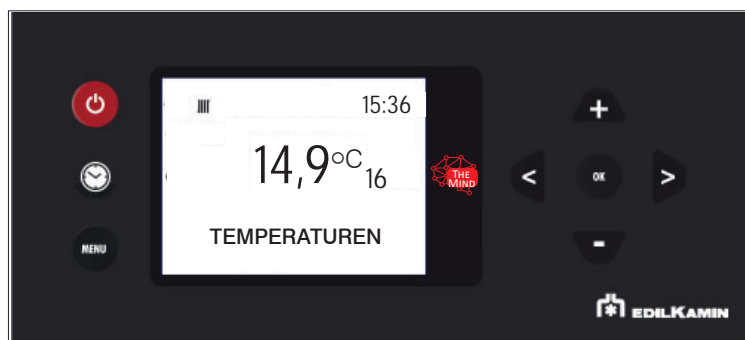 15:36
14,9°C 16
TEMPERATUREN
THE
MIND
MENU
+
< OK >
-
EDILKAMIN